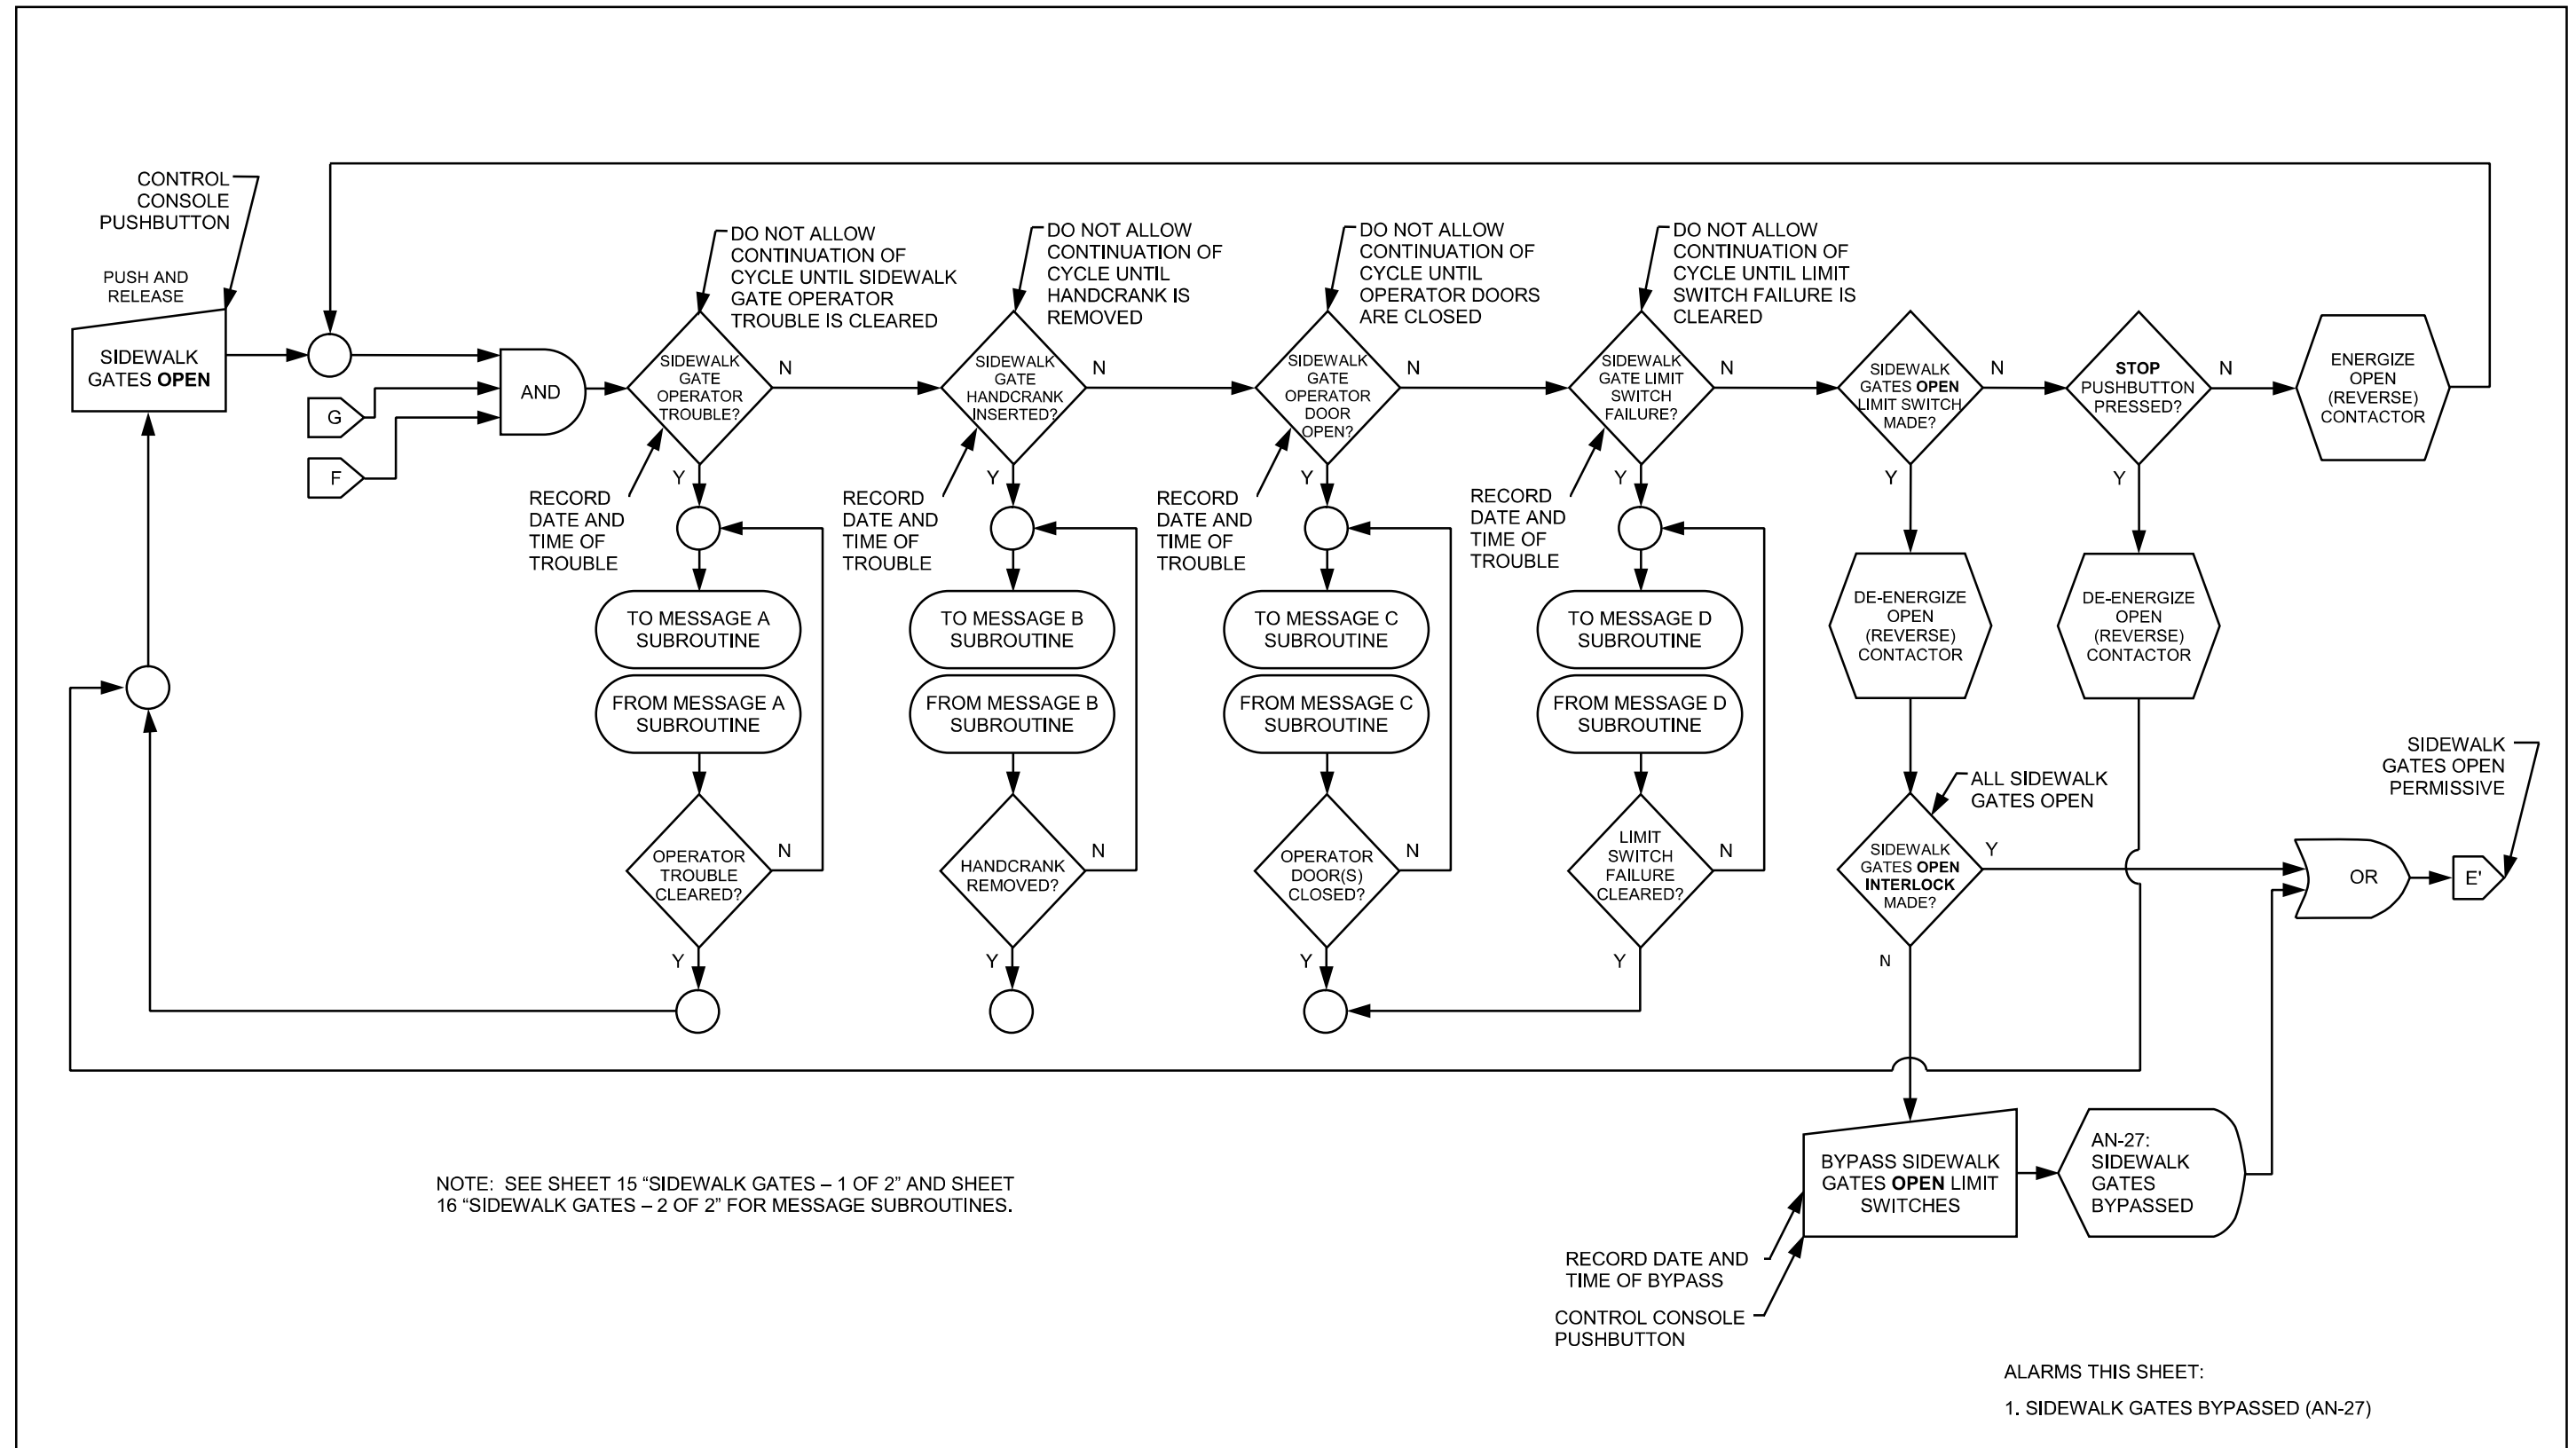 CONTROL
CONSOLE
PUSHBUTTON
PUSH AND
RELEASE
SIDEWALK
GATES OPEN
G
F
AND
DO NOT ALLOW
CONTINUATION OF
CYCLE UNTIL SIDEWALK
GATE OPERATOR
TROUBLE IS CLEARED
SIDEWALK
GATE
OPERATOR
TROUBLE?
N
Y
RECORD
DATE AND
TIME OF
TROUBLE
TO MESSAGE A
SUBROUTINE
FROM MESSAGE A
SUBROUTINE
OPERATOR
TROUBLE
CLEARED?
N
Y
DO NOT ALLOW
CONTINUATION OF
CYCLE UNTIL
HANDCRANK IS
REMOVED
SIDEWALK
GATE
HANDCRANK
INSERTED?
N
Y
RECORD
DATE AND
TIME OF
TROUBLE
TO MESSAGE B
SUBROUTINE
FROM MESSAGE B
SUBROUTINE
HANDCRANK
REMOVED?
N
Y
DO NOT ALLOW
CONTINUATION OF
CYCLE UNTIL
OPERATOR DOORS
ARE CLOSED
SIDEWALK
GATE
OPERATOR
DOOR
OPEN?
N
Y
RECORD
DATE AND
TIME OF
TROUBLE
TO MESSAGE C
SUBROUTINE
FROM MESSAGE C
SUBROUTINE
OPERATOR
DOOR(S)
CLOSED?
N
Y
DO NOT ALLOW
CONTINUATION OF
CYCLE UNTIL LIMIT
SWITCH FAILURE IS
CLEARED
SIDEWALK
GATE LIMIT
SWITCH
FAILURE?
N
Y
RECORD
DATE AND
TIME OF
TROUBLE
TO MESSAGE D
SUBROUTINE
FROM MESSAGE D
SUBROUTINE
LIMIT
SWITCH
FAILURE
CLEARED?
N
Y
SIDEWALK
GATES OPEN
LIMIT SWITCH
MADE?
N
Y
DE-ENERGIZE
OPEN
(REVERSE)
CONTACTOR
ALL SIDEWALK
GATES OPEN
SIDEWALK
GATES OPEN
INTERLOCK
MADE?
Y
N
STOP
PUSHBUTTON
PRESSED?
N
Y
DE-ENERGIZE
OPEN
(REVERSE)
CONTACTOR
ENERGIZE
OPEN
(REVERSE)
CONTACTOR
SIDEWALK
GATES OPEN
PERMISSIVE
OR
E'
BYPASS SIDEWALK
GATES OPEN LIMIT
SWITCHES
AN-27:
SIDEWALK
GATES
BYPASSED
RECORD DATE AND
TIME OF BYPASS
CONTROL CONSOLE
PUSHBUTTON
NOTE: SEE SHEET 15 “SIDEWALK GATES – 1 OF 2” AND SHEET
16 “SIDEWALK GATES – 2 OF 2” FOR MESSAGE SUBROUTINES.
ALARMS THIS SHEET:
1. SIDEWALK GATES BYPASSED (AN-27)